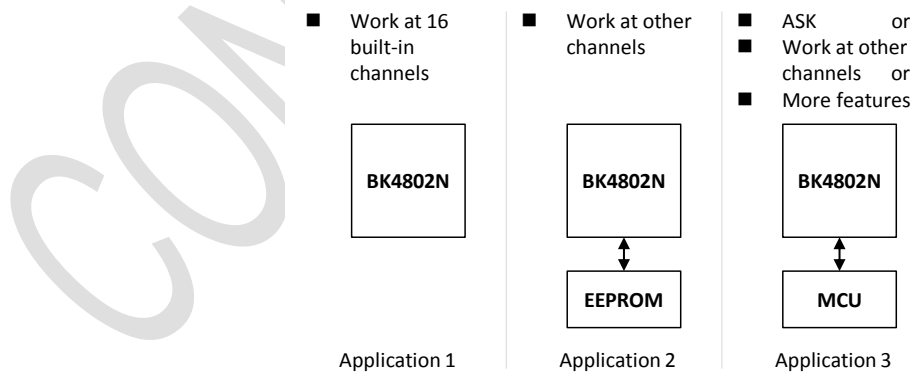 ■ Work at 16
built-in
channels
BK4802N
Application 1
■ Work at other
channels
BK4802N
EEPROM
Application 2
■ ASK or
■ Work at other
channels or
■ More features
BK4802N
MCU
Application 3
CON